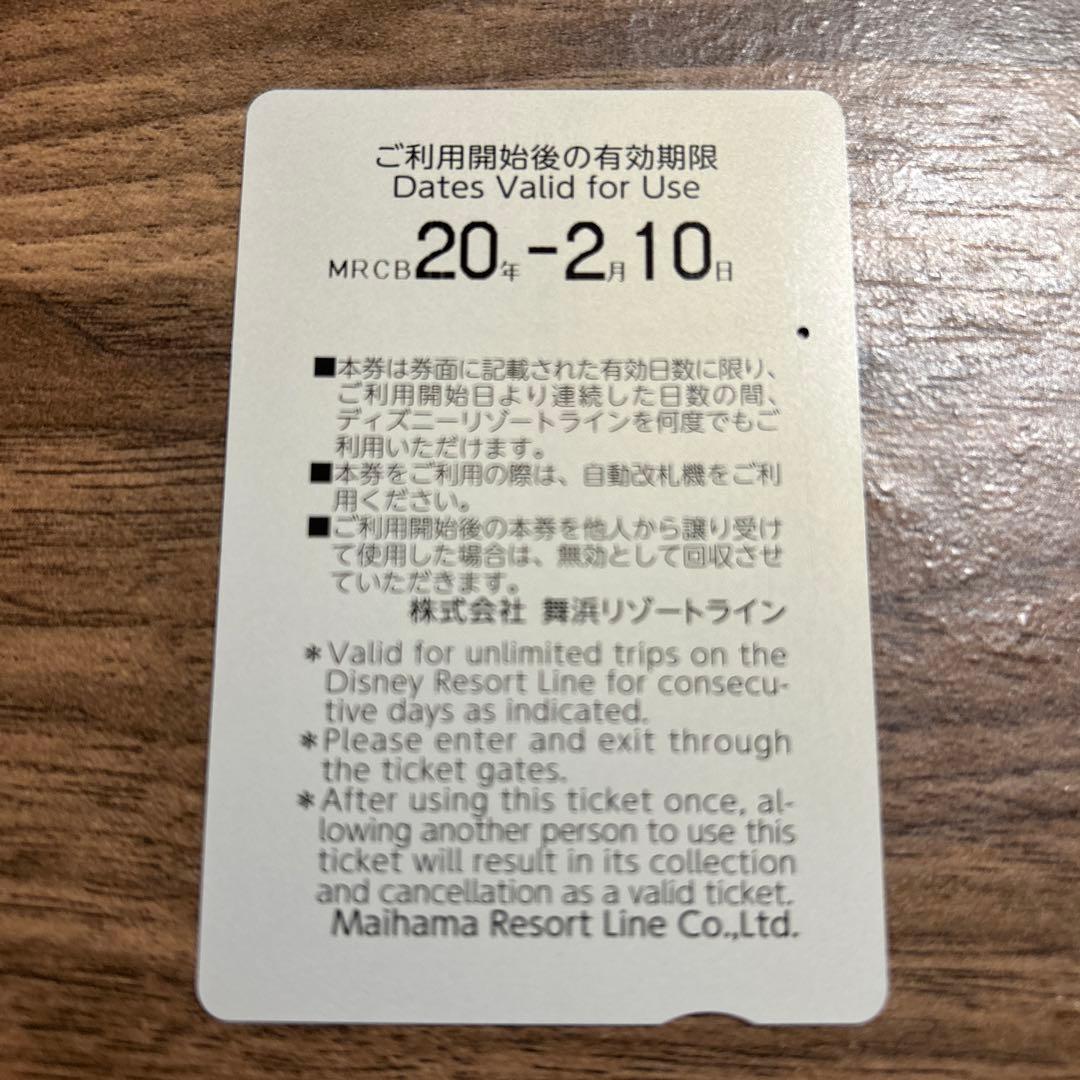 ご利用開始後の有効期限
Dates Valid for Use
MRCB20年-2月10日
■本券は券面に記載された有効日数に限り、
ご利用開始日より連続した日数の間、
ディズニーリゾートラインを何度でもご
利用いただけます。
■本券をご利用の際は、自動改札機をご利
用ください。
■ご利用開始後の本券を他人から譲り受け
て使用した場合は、無効として回収させ
ていただきます。
株式会社 舞浜リゾートライン
*Valid for unlimited trips on the
Disney Resort Line for consecu-
tive days as indicated.
*Please enter and exit through
the ticket gates.
*After using this ticket once, al-
lowing another person to use this
ticket will result in its collection
and cancellation as a valid ticket.
Maihama Resort Line Co.,Ltd.